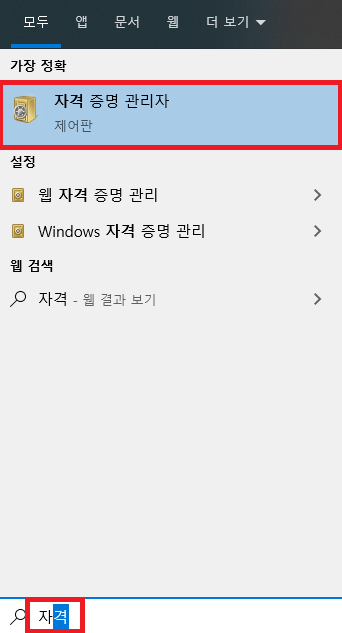 모두 앱 문서 웹 더 보기
가장 정확
자격 증명 관리자
제어판
설정
웹 자격 증명 관리
Windows 자격 증명 관리
웹 검색
자격 - 웹 결과 보기
자격